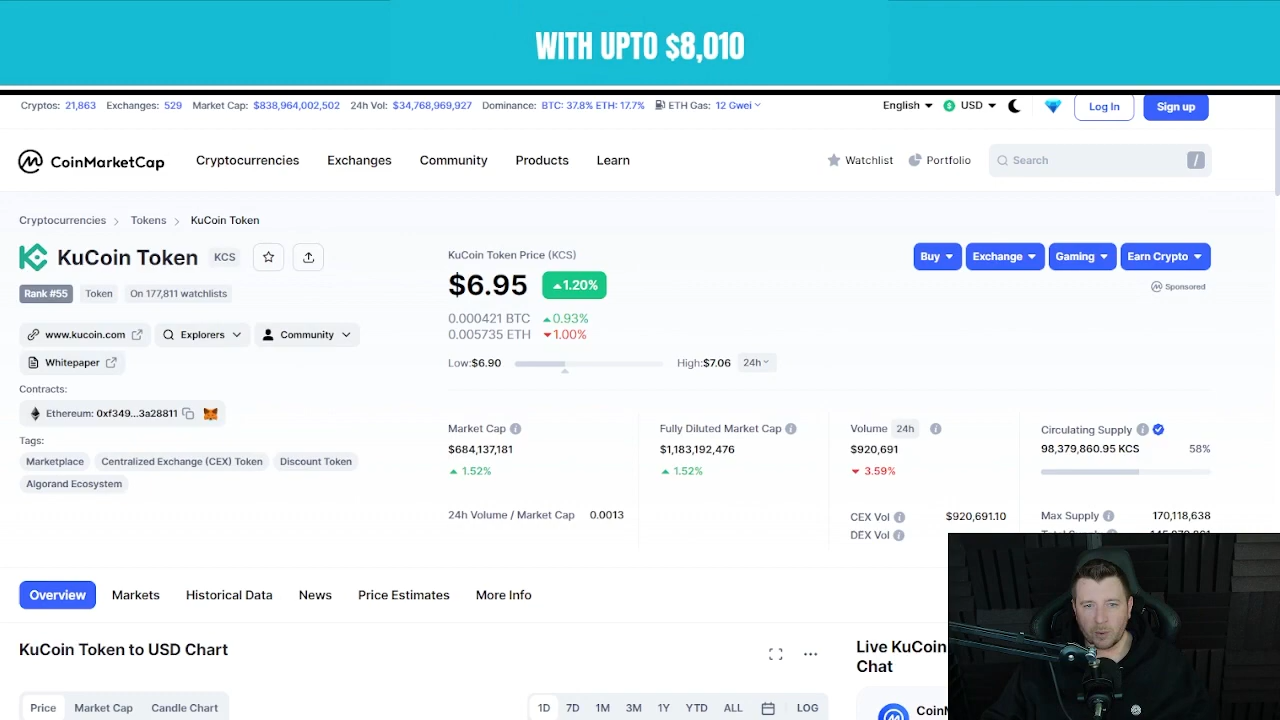 WITH UPTO $8,010
Cryptos: 21,863 Exchanges: 529 Market Cap: $838,964,002,502 24h Vol: $34,768,969,927 Dominance: BTC: 37.8% ETH: 17.7% ETH Gas: 12 Gwei English USD Log In Sign up
CoinMarketCap Cryptocurrencies Exchanges Community Products Learn Watchlist Portfolio Search /
Cryptocurrencies Tokens KuCoin Token
KuCoin Token KCS
Rank #55 Token On 177,811 watchlists
www.kucoin.com Explorers Community
Whitepaper
Contracts:
Ethereum: 0xf349...3a28811
Tags:
Marketplace Centralized Exchange (CEX) Token Discount Token
Algorand Ecosystem
KuCoin Token Price (KCS)
$6.95 1.20%
0.000421 BTC 0.93%
0.005735 ETH 1.00%
Low:$6.90 High:$7.06 24h
Buy Exchange Gaming Earn Crypto
Sponsored
Market Cap
$684,137,181
1.52%
24h Volume / Market Cap 0.0013
Fully Diluted Market Cap
$1,183,192,476
1.52%
Volume 24h
$920,691
3.59%
CEX Vol $920,691.10
DEX Vol
Circulating Supply
98,379,860.95 KCS 58%
Max Supply 170,118,638
Overview Markets Historical Data News Price Estimates More Info
KuCoin Token to USD Chart
Price Market Cap Candle Chart 1D 7D 1M 3M 1Y YTD ALL LOG
Live KuCoin
Chat